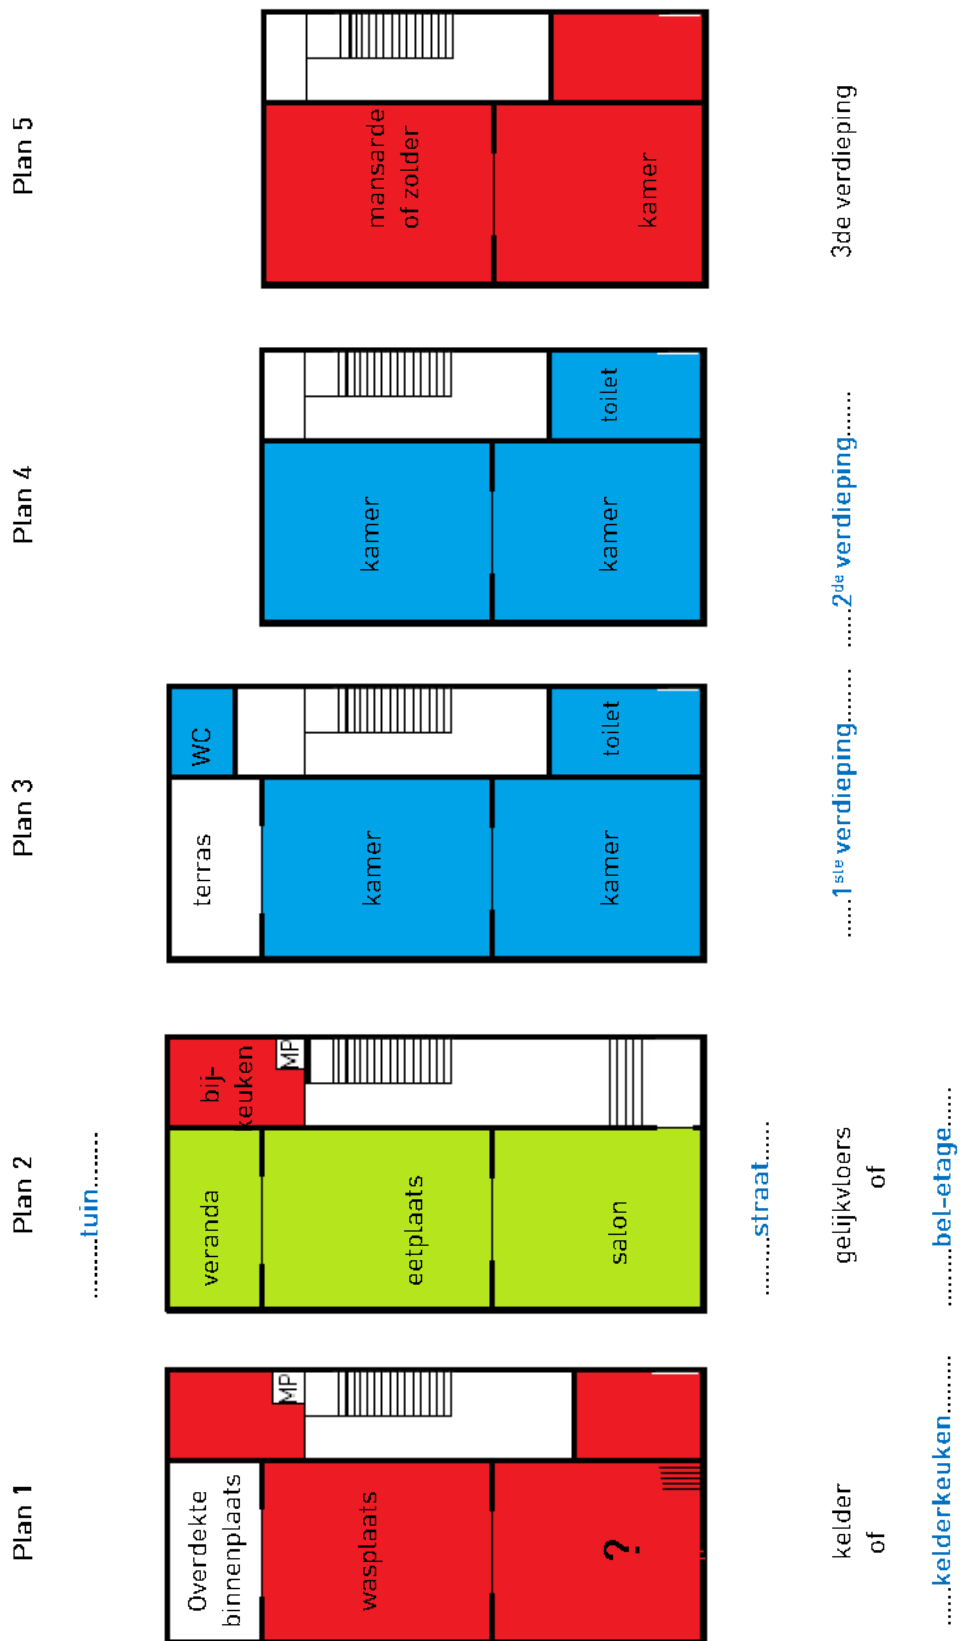 Plan 1
Plan 2
Plan 3
Plan 4
Plan 5
.........tuin.........
Overdekte
binnenplaats
MP
wasplaats
?
veranda
bij-
keuken
MP
eetplaats
salon
terras
WC
kamer
kamer
toilet
kamer
kamer
toilet
mansarde
of zolder
kamer
.........straat.......
kelder
of
......kelderkeuken.........
gelijkvloers
of
.........bel-etage.......
......1ste verdieping.........
......2de verdieping.......
3de verdieping